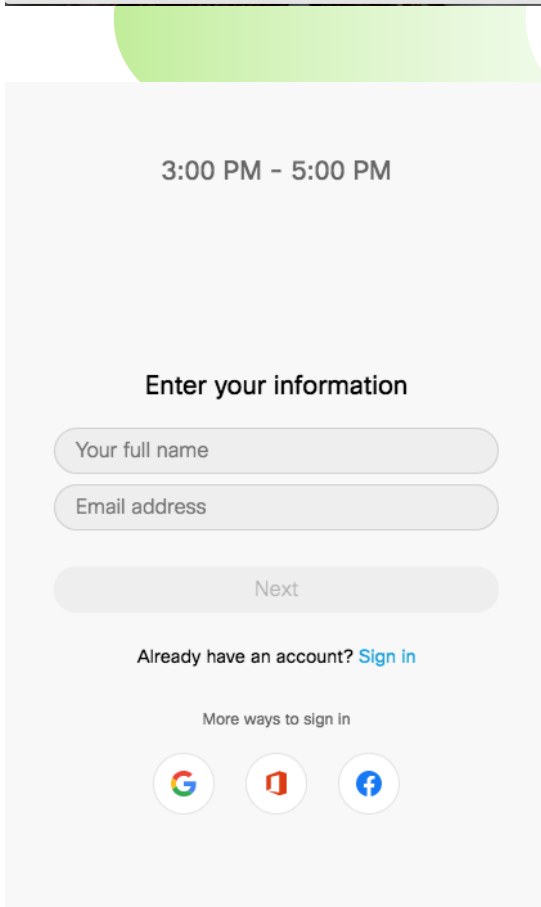 3:00 PM - 5:00 PM
Enter your information
Your full name
Email address
Next
Already have an account? Sign in
More ways to sign in